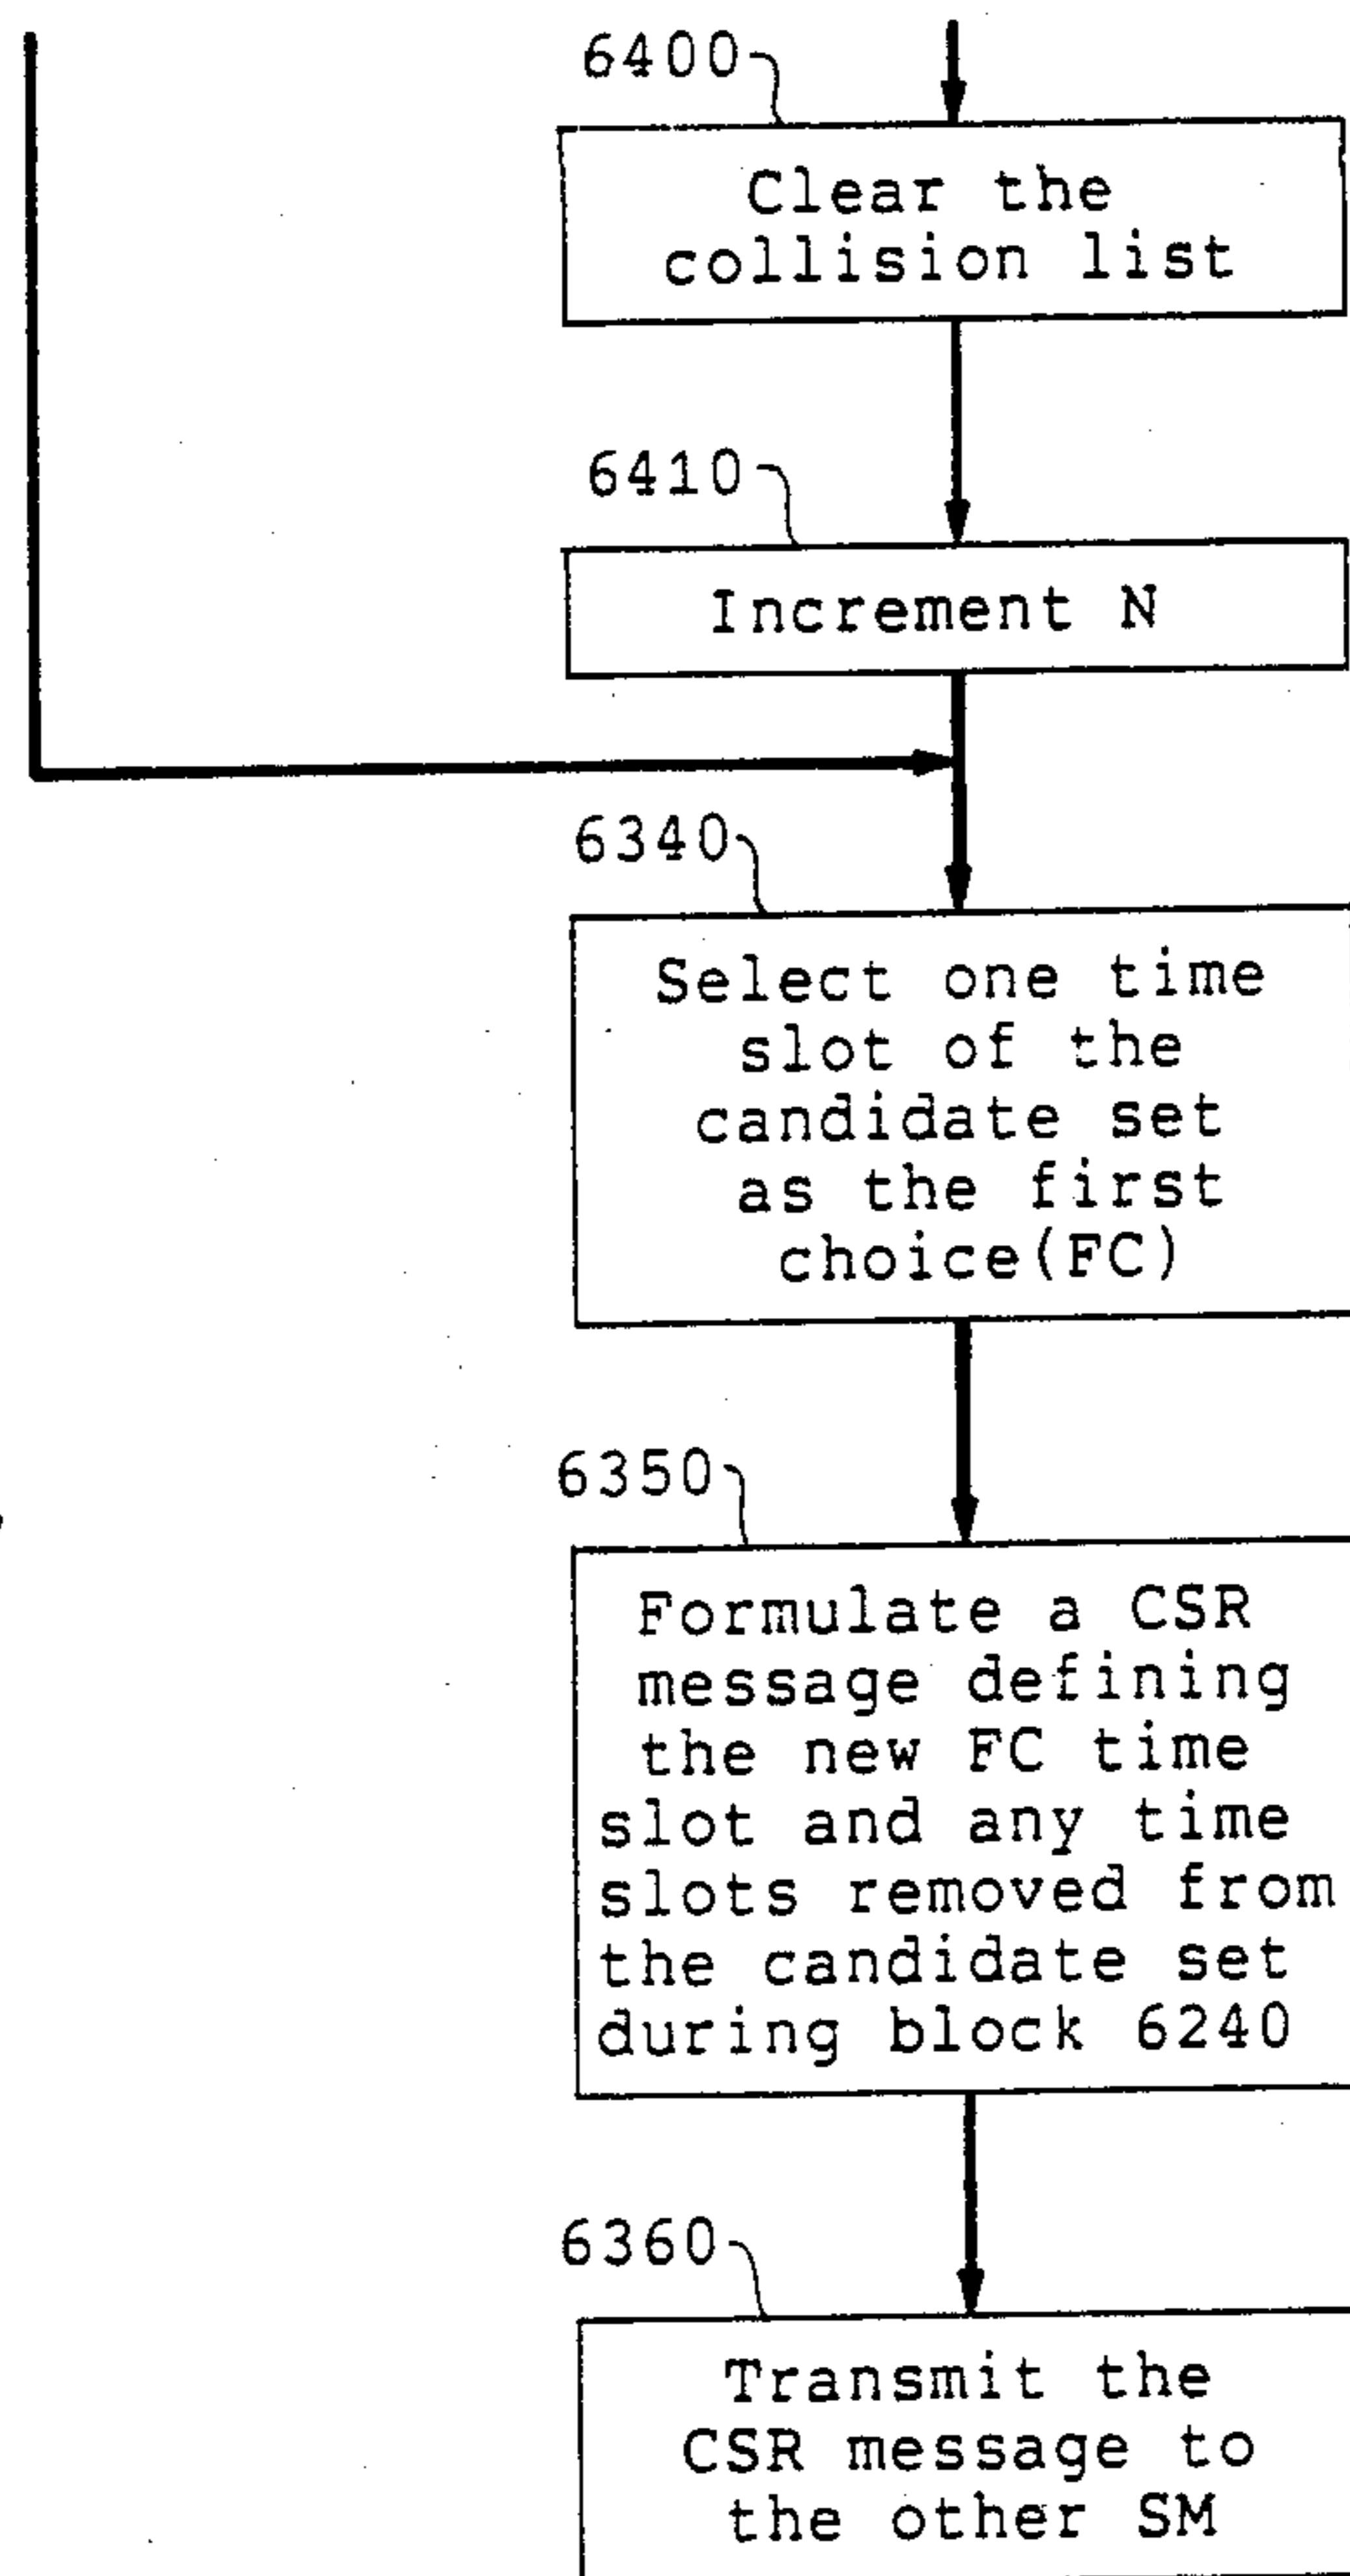 6400
Clear the
collision list
6410
Increment N
6340
Select one time
slot of the
candidate set
as the first
choice(FC)
6350
Formulate a CSR
message defining
the new FC time
slot and any time
slots removed from
the candidate set
during block 6240
6360
Transmit the
CSR message to
the other SM